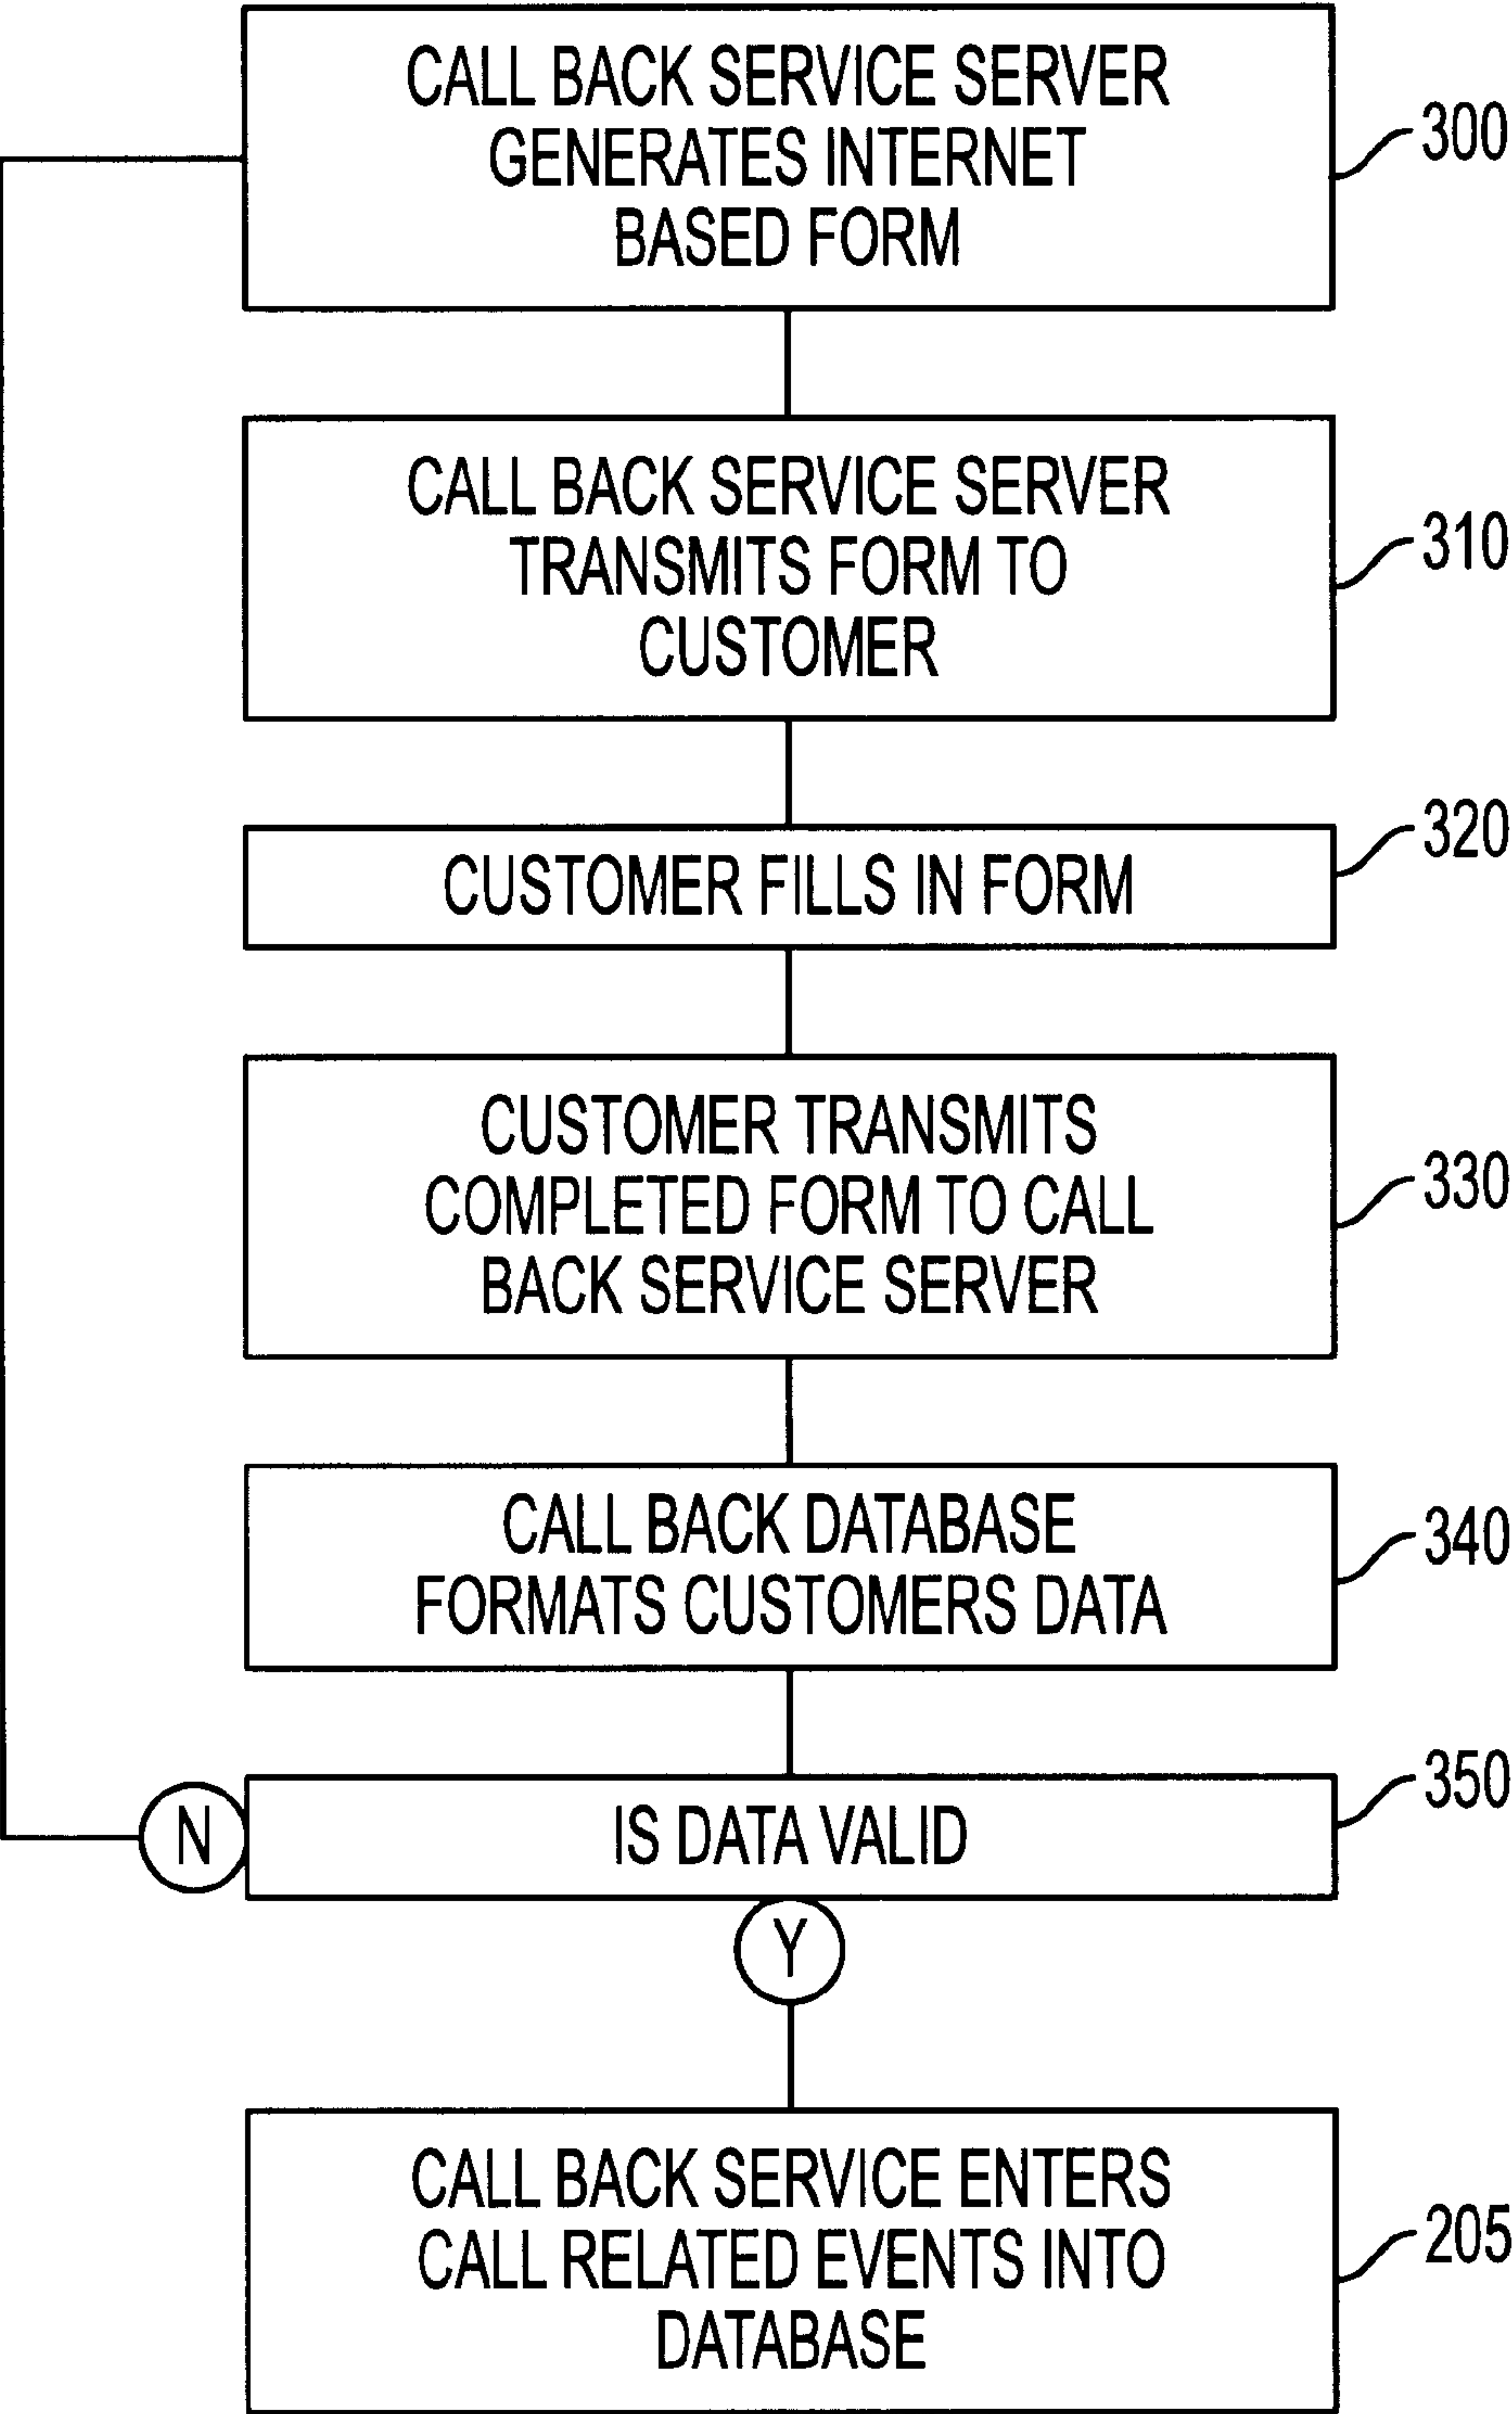 CALL BACK SERVICE SERVER
GENERATES INTERNET
BASED FORM
300
CALL BACK SERVICE SERVER
TRANSMITS FORM TO
CUSTOMER
310
CUSTOMER FILLS IN FORM
320
CUSTOMER TRANSMITS
COMPLETED FORM TO CALL
BACK SERVICE SERVER
330
CALL BACK DATABASE
FORMATS CUSTOMERS DATA
340
IS DATA VALID
350
N
Y
CALL BACK SERVICE ENTERS
CALL RELATED EVENTS INTO
DATABASE
205